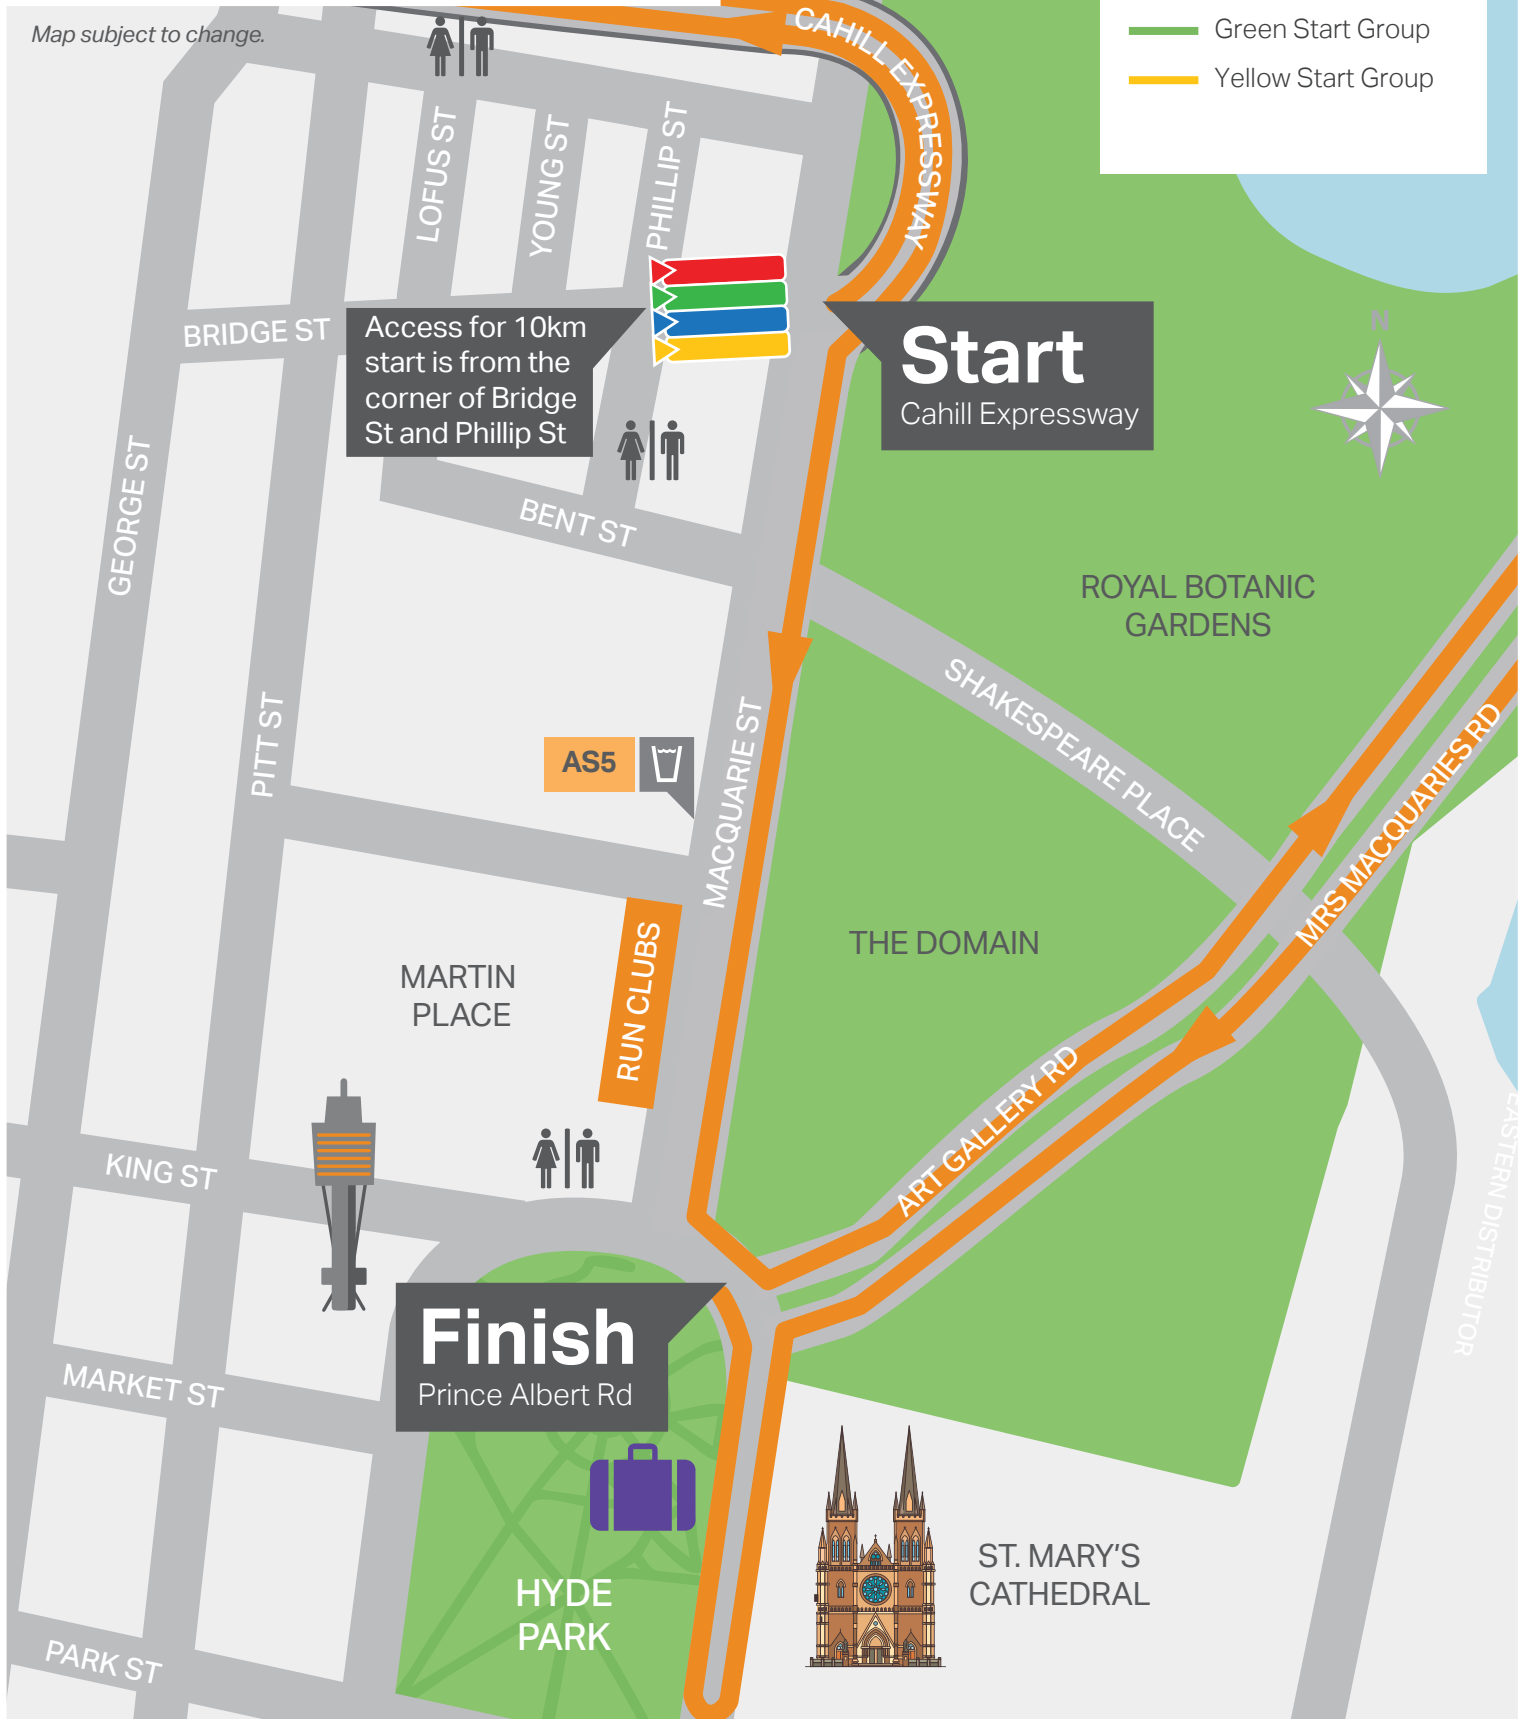 Map subject to change.
Green Start Group
Yellow Start Group
CAHILL EXPRESSWAY
LOFUS ST
YOUNG ST
PHILLIP ST
BRIDGE ST
Access for 10km
start is from the
corner of Bridge
St and Phillip St
Start
Cahill Expressway
N
GEORGE ST
BENT ST
ROYAL BOTANIC
GARDENS
SHAKESPEARE PLACE
PITT ST
AS5
MACQUARIE ST
MRS MACQUARIES RD
THE DOMAIN
MARTIN
PLACE
RUN CLUBS
ART GALLERY RD
KING ST
EASTERN DISTRIBUTOR
Finish
Prince Albert Rd
MARKET ST
HYDE
PARK
ST. MARY'S
CATHEDRAL
PARK ST